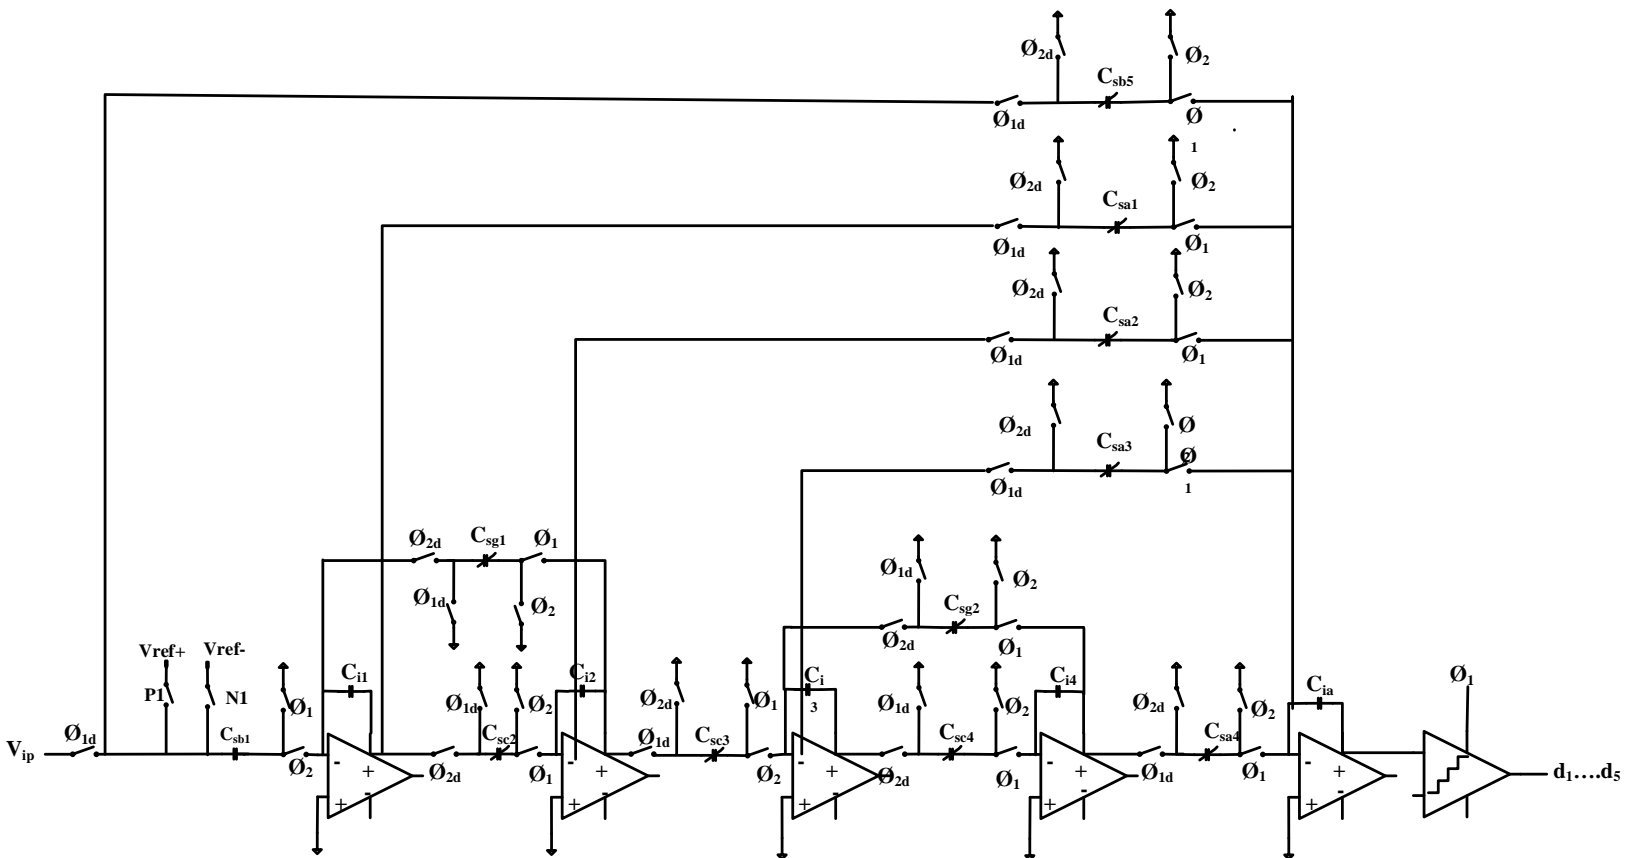 Ø2d
Ø2
Csb5
Ø1d
Ø
1
Ø2d
Ø2
Csa1
Ø1d
Ø1
Ø2d
Ø2
Csa2
Ø1d
Ø1
Ø2d
Ø
Csa3
Ø
2
Ø1d
1
Ø2d
Csg1
Ø1
Ø1d
Ø2
Ø1d
Ø2
Csg2
Ø2d
Ø1
Vref+
Vref-
P1
N1
Ø1
Ci1
Ø1d
Ø2
Ci2
Ø2d
Ø1
Ci
3
Ø1d
Ø2
Ci4
Ø2d
Ø2
Cia
Ø1
Vip
Ø1d
Csb1
Ø2
Ø2d
Csc2
Ø1
Ø1d
Csc3
Ø2
Ø2d
Csc4
Ø1
Ø1d
Csa4
Ø1
- + + -
- + + -
- + + -
- + + -
- + + -
d1….d5